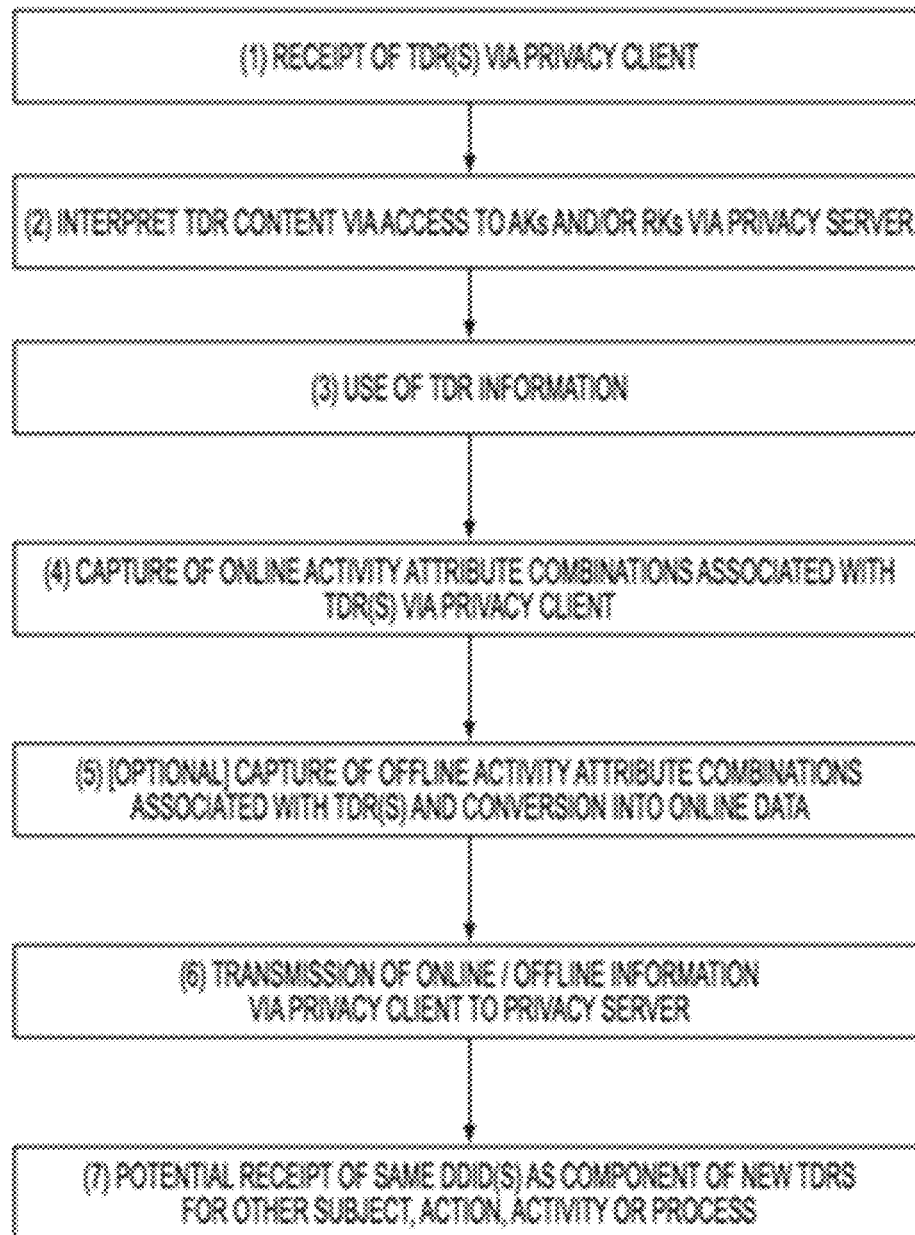 (1) RECEIPT OF TDR(S) VIA PRIVACY CLIENT
(2) INTERPRET TDR CONTENT VIA ACCESS TO AKs AND/OR RKs VIA PRIVACY SERVER
(3) USE OF TDR INFORMATION
(4) CAPTURE OF ONLINE ACTIVITY ATTRIBUTE COMBINATIONS ASSOCIATED WITH
TDR(S) VIA PRIVACY CLIENT
(5) [OPTIONAL] CAPTURE OF OFFLINE ACTIVITY ATTRIBUTE COMBINATIONS
ASSOCIATED WITH TDR(S) AND CONVERSION INTO ONLINE DATA
(6) TRANSMISSION OF ONLINE / OFFLINE INFORMATION
VIA PRIVACY CLIENT TO PRIVACY SERVER
(7) POTENTIAL RECEIPT OF SAME DDID(S) AS COMPONENT OF NEW TDRS
FOR OTHER SUBJECT, ACTION, ACTIVITY OR PROCESS